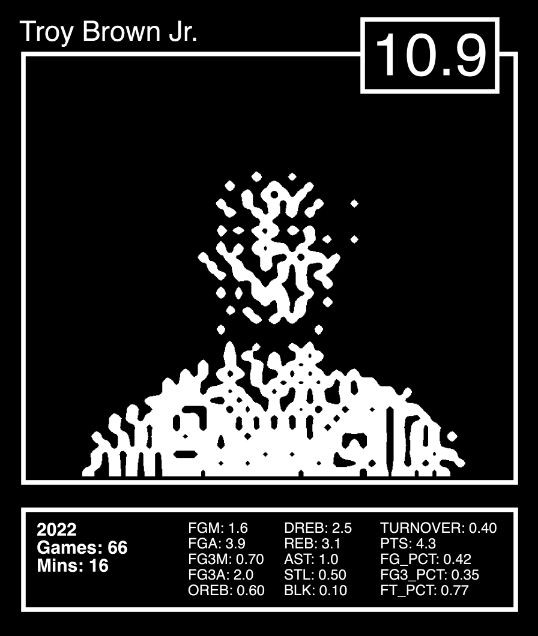 Troy Brown Jr.
10.9
2022
Games: 66
Mins: 16
FGM: 1.6
FGA: 3.9
FG3M: 0.70
FG3A: 2.0
OREB: 0.60
DREB: 2.5
REB: 3.1
AST: 1.0
STL: 0.50
BLK: 0.10
TURNOVER: 0.40
PTS: 4.3
FG_PCT: 0.42
FG3_PCT: 0.35
FT_PCT: 0.77